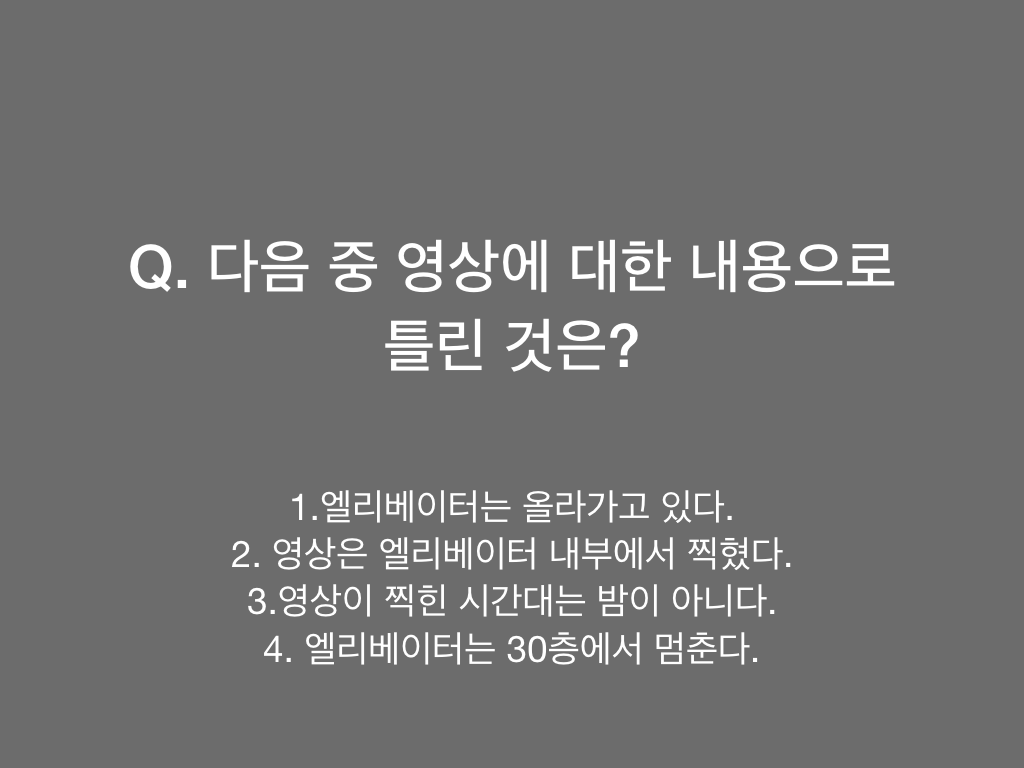 Q. 다음 중 영상에 대한 내용으로
틀린 것은?
1.엘리베이터는 올라가고 있다.
2. 영상은 엘리베이터 내부에서 찍혔다.
3.영상이 찍힌 시간대는 밤이 아니다.
4. 엘리베이터는 30층에서 멈춘다.